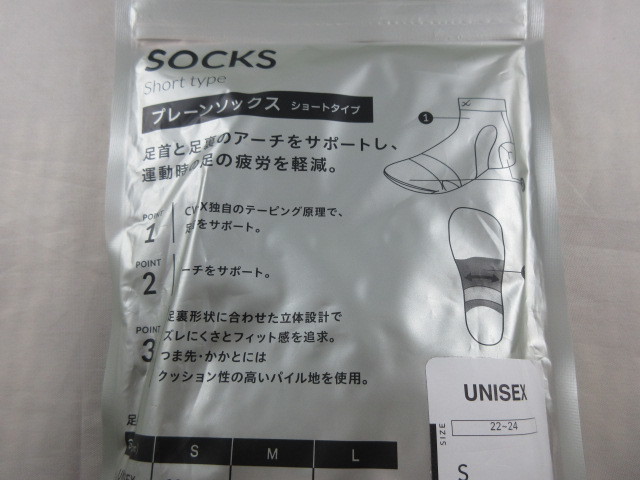 SOCKS
Short type
プレーンソックス ショートタイプ
足首と足裏のアーチをサポートし、
運動時の足の疲労を軽減。
POINT
1
CW-X独自のテーピング原理で、
をサポート。
POINT
2
ーチをサポート。
POINT
3
足裏形状に合わせた立体設計で
ズレにくさとフィット感を追求。
つま先・かかとには
クッション性の高いパイル地を使用。
1
足
S M L
UNISEX
SIZE
22~24
S